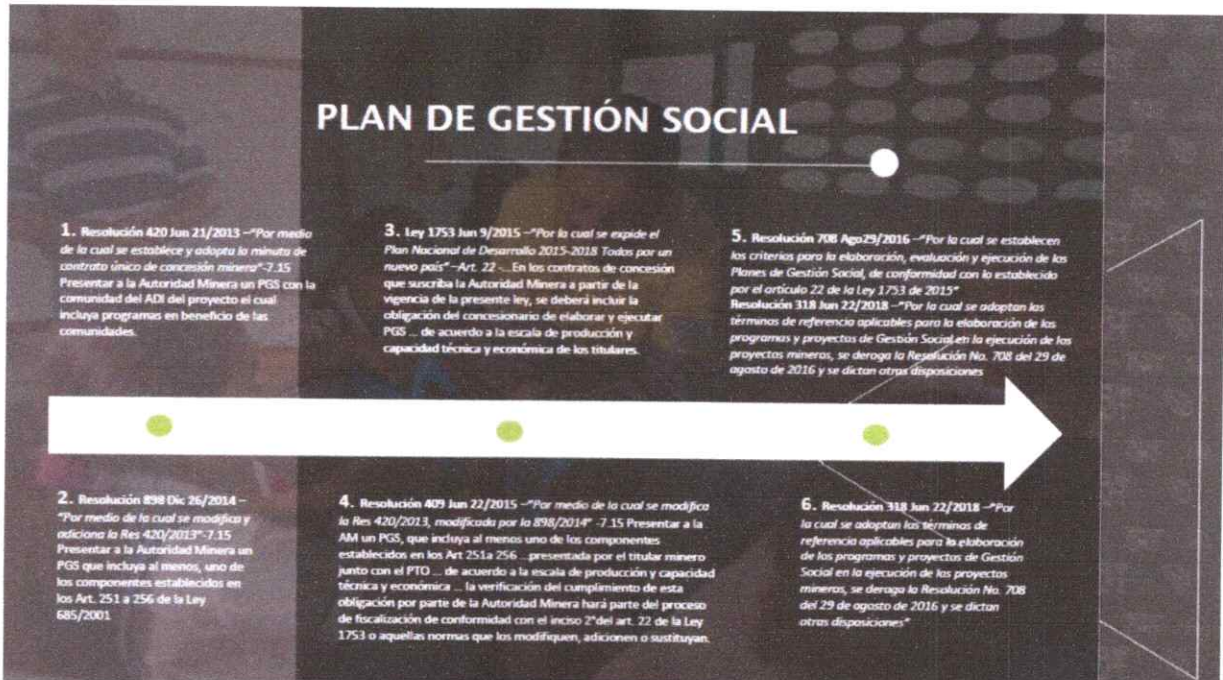 PLAN DE GESTIÓN SOCIAL
1. Resolución 420 Jun 21/2013 –"Por medio
de la cual se establece y adopta la minuta de
contrato único de concesión minera"-7.15
Presentar a la Autoridad Minera un PGS con la
comunidad del ADI del proyecto el cual
incluya programas en beneficio de las
comunidades.
3. Ley 1753 Jun 9/2015 –"Por la cual se expide el
Plan Nacional de Desarrollo 2015-2018 Todos por un
nuevo país" –Art. 22 -...En los contratos de concesión
que suscriba la Autoridad Minera a partir de la
vigencia de la presente ley, se deberá incluir la
obligación del concesionario de elaborar y ejecutar
PGS ... de acuerdo a la escala de producción y
capacidad técnica y económica de los titulares.
5. Resolución 708 Ago29/2016 –"Por la cual se establecen
los criterios para la elaboración, evaluación y ejecución de los
Planes de Gestión Social, de conformidad con lo establecido
por el artículo 22 de la Ley 1753 de 2015"
Resolución 318 Jun 22/2018 –"Por la cual se adoptan los
términos de referencia aplicables para la elaboración de los
programas y proyectos de Gestión Social en la ejecución de los
proyectos mineros, se deroga la Resolución No. 708 del 29 de
agosto de 2016 y se dictan otras disposiciones
2. Resolución 898 Dic 26/2014 –
"Por medio de la cual se modifica y
adiciona la Res 420/2013"-7.15
Presentar a la Autoridad Minera un
PGS que incluya al menos, uno de
los componentes establecidos en
los Art. 251 a 256 de la Ley
685/2001
4. Resolución 409 Jun 22/2015 –"Por medio de la cual se modifica
la Res 420/2013, modificada por la 898/2014" -7.15 Presentar a la
AM un PGS, que incluya al menos uno de los componentes
establecidos en los Art 251a 256 ...presentada por el titular minero
junto con el PTO ... de acuerdo a la escala de producción y capacidad
técnica y económica ... la verificación del cumplimiento de esta
obligación por parte de la Autoridad Minera hará parte del proceso
de fiscalización de conformidad con el inciso 2°del art. 22 de la Ley
1753 o aquellas normas que los modifiquen, adicionen o sustituyan.
6. Resolución 318 Jun 22/2018 –"Por
la cual se adoptan los términos de
referencia aplicables para la elaboración
de los programas y proyectos de Gestión
Social en la ejecución de los proyectos
mineros, se deroga la Resolución No. 708
del 29 de agosto de 2016 y se dictan
otras disposiciones"